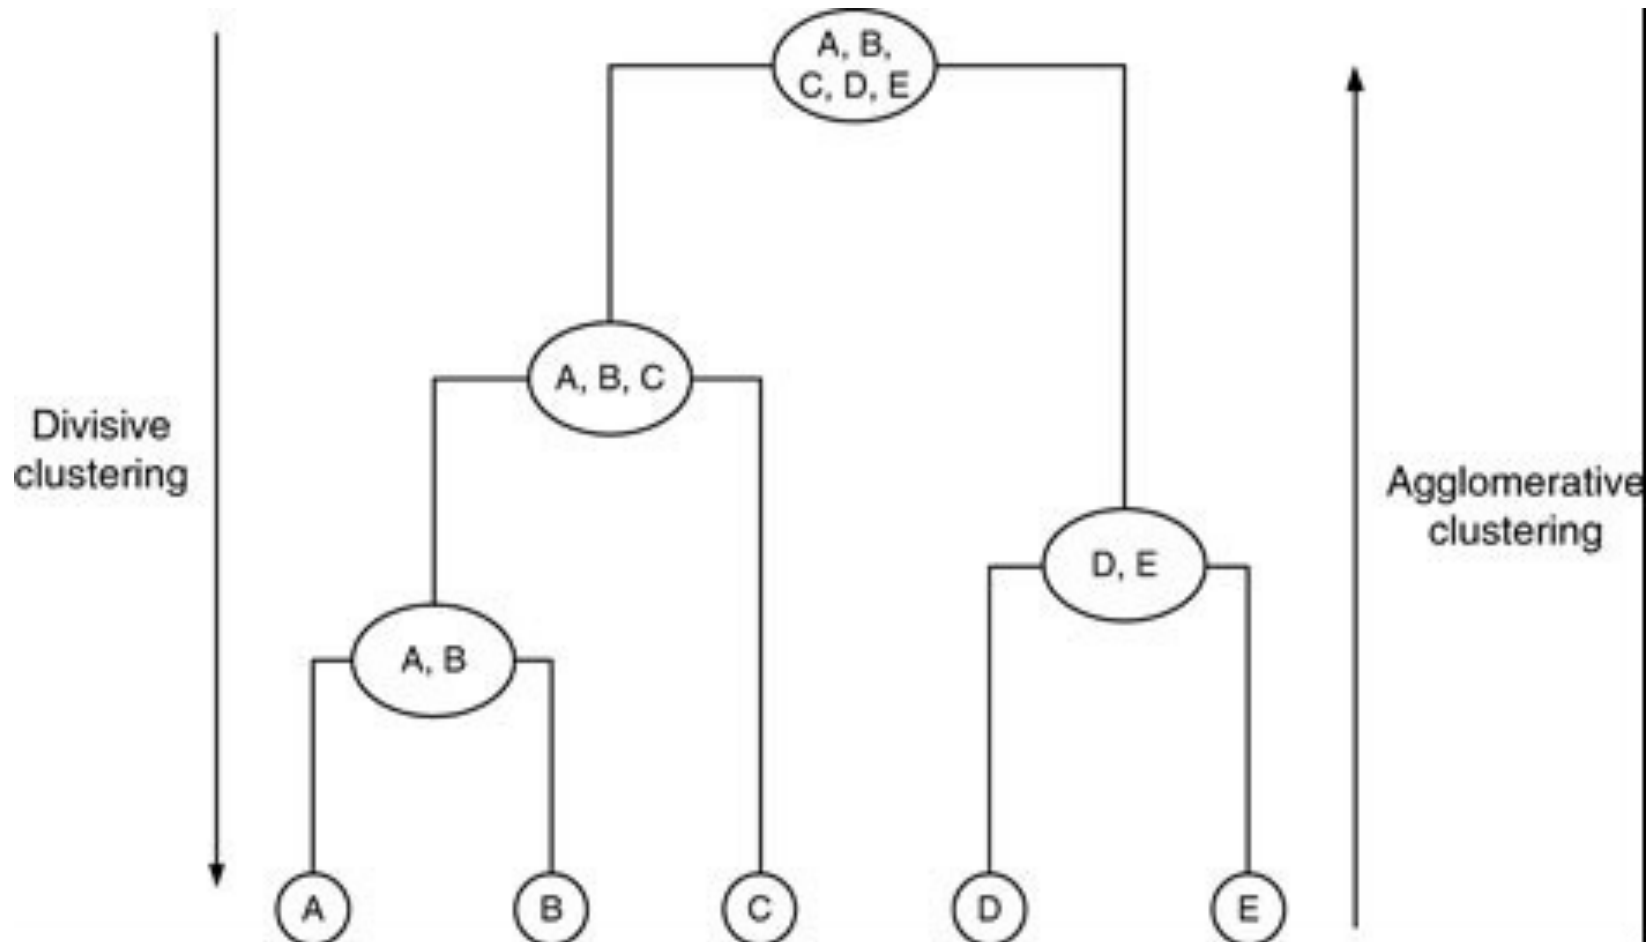 A, B,
C, D, E
A, B, C
Divisive
clustering
Agglomerative
clustering
D, E
A, B
A
B
C
D
E